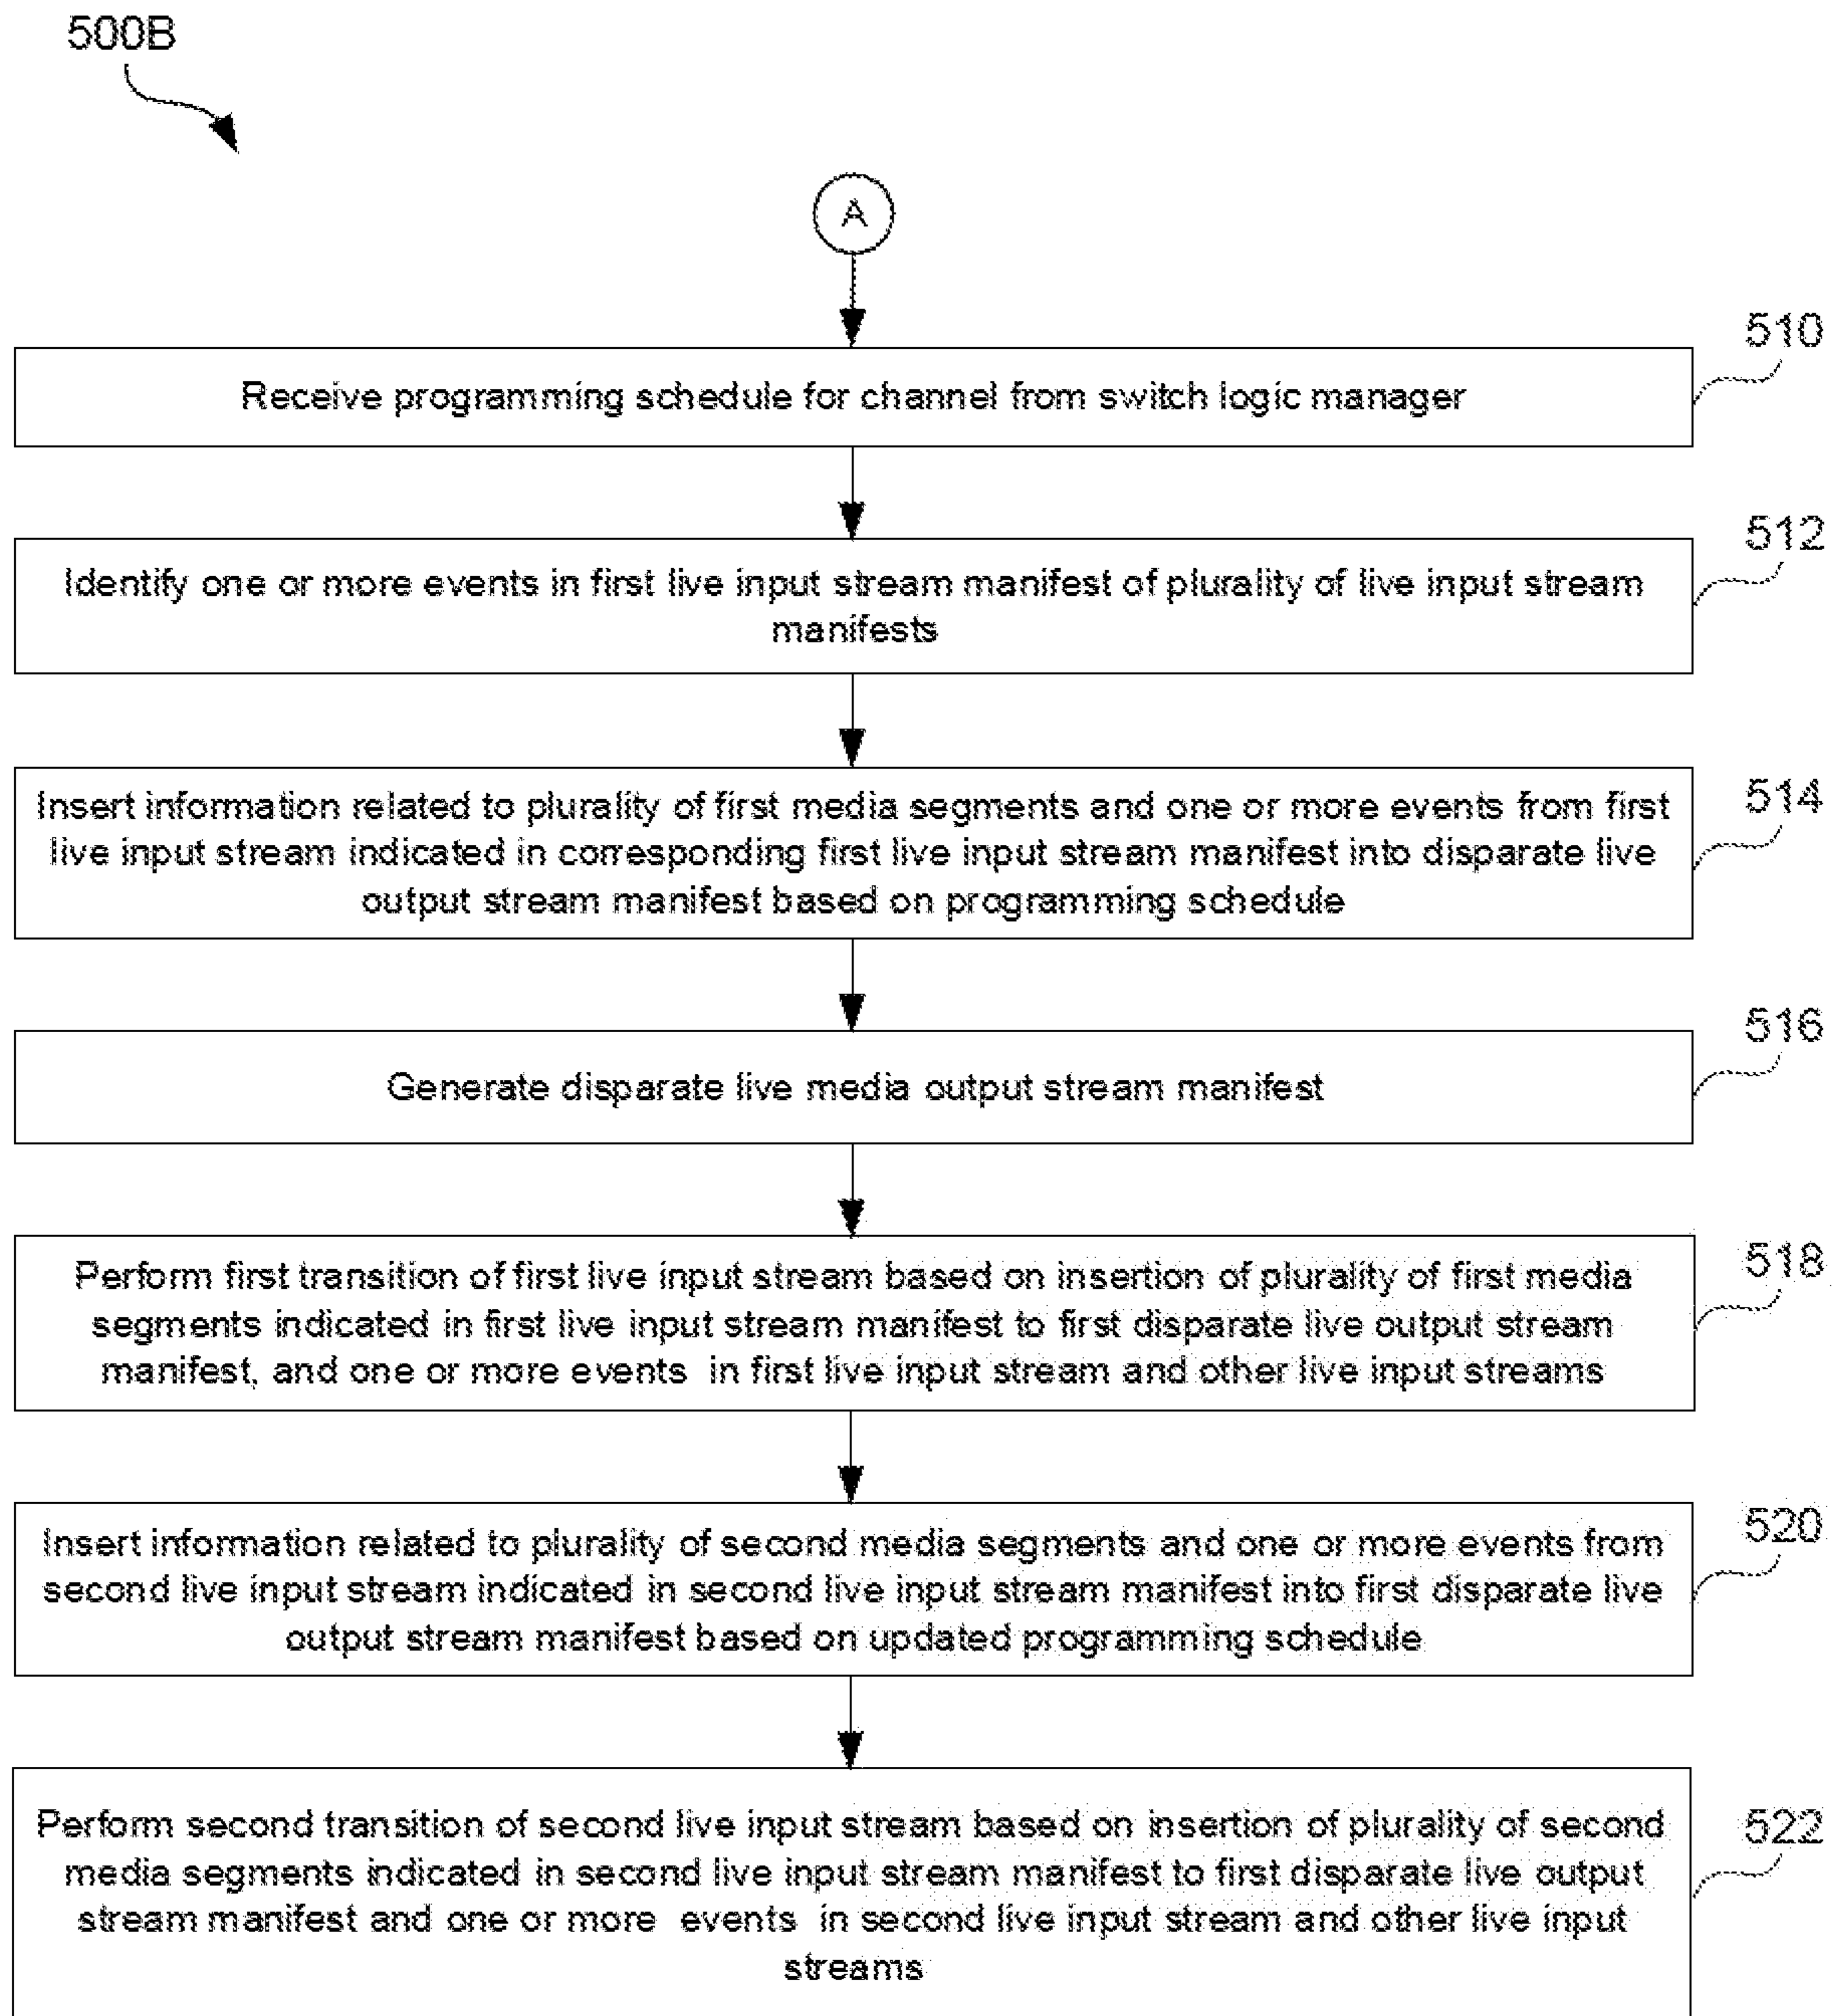 500B
A
510
Receive programming schedule for channel from switch logic manager
512
Identify one or more events in first live input stream manifest of plurality of live input stream
manifests
514
Insert information related to plurality of first media segments and one or more events from first
live input stream indicated in corresponding first live input stream manifest into disparate live
output stream manifest based on programming schedule
516
Generate disparate live media output stream manifest
518
Perform first transition of first live input stream based on insertion of plurality of first media
segments indicated in first live input stream manifest to first disparate live output stream
manifest, and one or more events in first live input stream and other live input streams
520
Insert information related to plurality of second media segments and one or more events from
second live input stream indicated in second live input stream manifest into first disparate live
output stream manifest based on updated programming schedule
522
Perform second transition of second live input stream based on insertion of plurality of second
media segments indicated in second live input stream manifest to first disparate live output
stream manifest and one or more events in second live input stream and other live input
streams